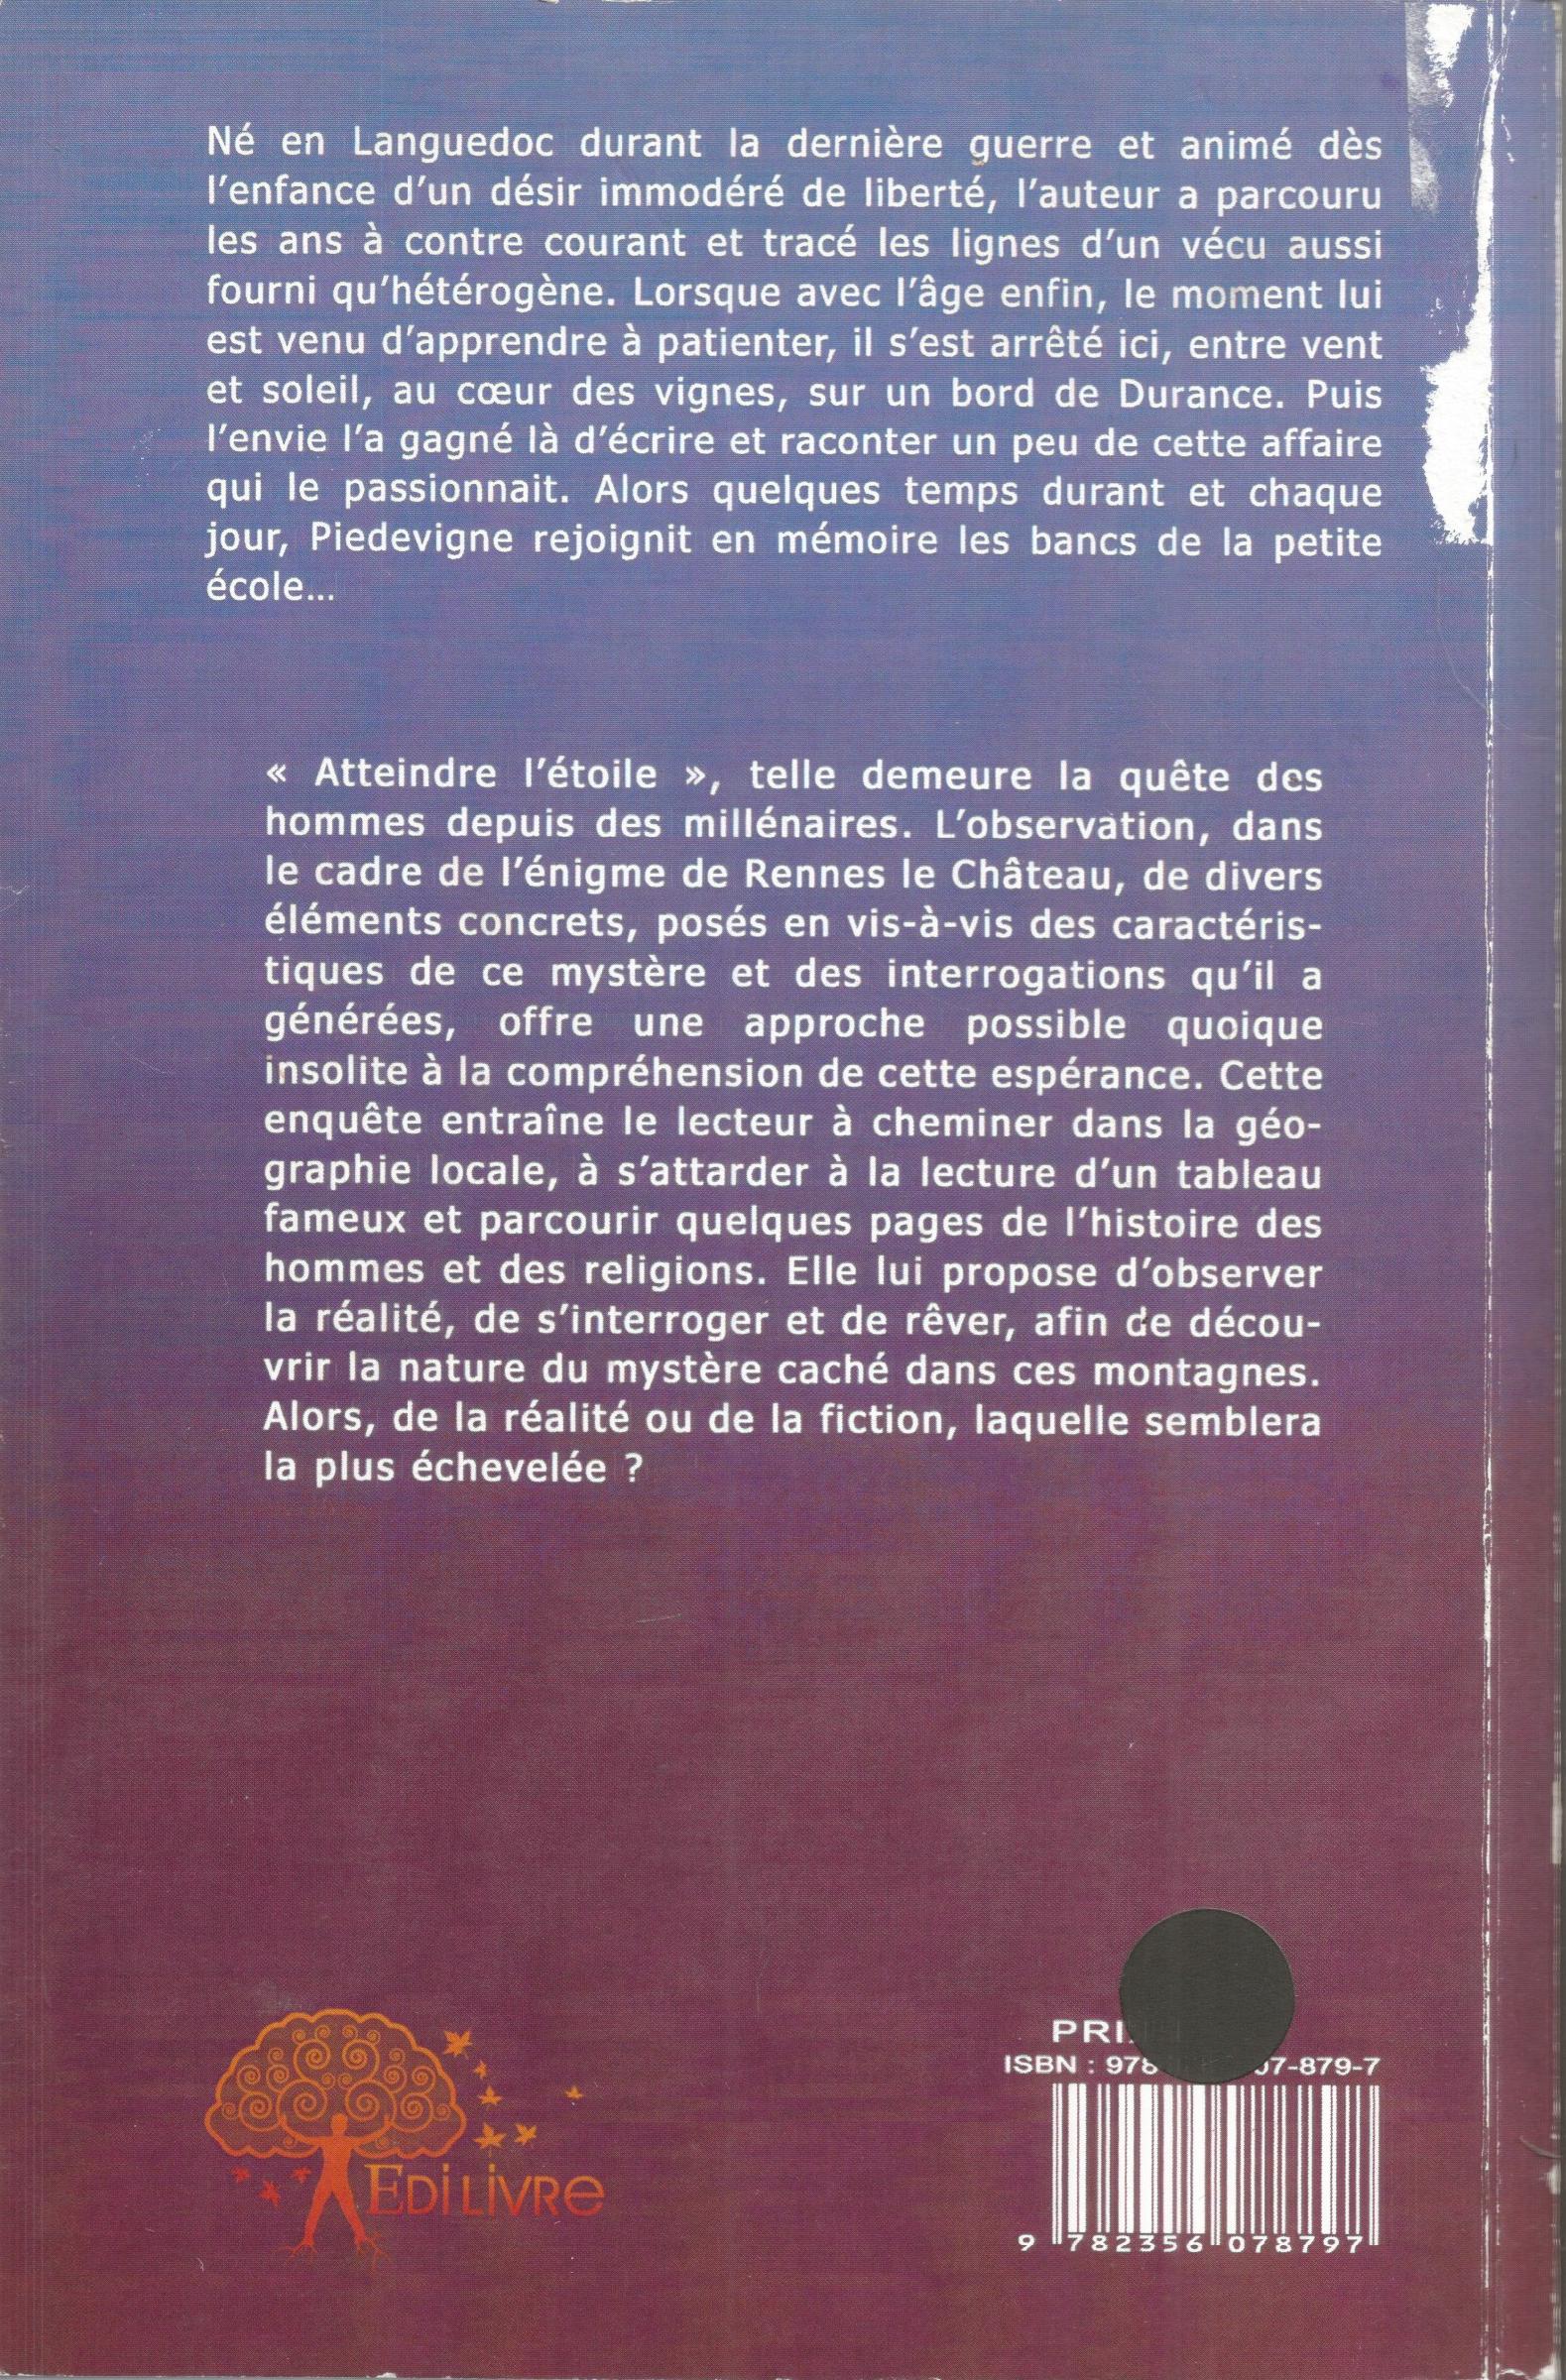 Né en Languedoc durant la dernière guerre et animé dès
l'enfance d'un désir immodéré de liberté, l'auteur a parcouru
les ans à contre courant et tracé les lignes d'un vécu aussi
fourni qu'hétérogène. Lorsque avec l'âge enfin, le moment lui
est venu d'apprendre à patienter, il s'est arrêté ici, entre vent
et soleil, au cœur des vignes, sur un bord de Durance. Puis
l'envie l'a gagné là d'écrire et raconter un peu de cette affaire
qui le passionnait. Alors quelques temps durant et chaque
jour, Piedevigne rejoignit en mémoire les bancs de la petite
école...
« Atteindre l'étoile », telle demeure la quête des
hommes depuis des millénaires. L'observation, dans
le cadre de l'énigme de Rennes le Château, de divers
éléments concrets, posés en vis-à-vis des caractéris-
tiques de ce mystère et des interrogations qu'il a
générées, offre une approche possible quoique
insolite à la compréhension de cette espérance. Cette
enquête entraîne le lecteur à cheminer dans la géo-
graphie locale, à s'attarder à la lecture d'un tableau
fameux et parcourir quelques pages de l'histoire des
hommes et des religions. Elle lui propose d'observer
la réalité, de s'interroger et de rêver, afin de décou-
vrir la nature du mystère caché dans ces montagnes.
Alors, de la réalité ou de la fiction, laquelle semblera
la plus échevelée ?
EDILIVRE
PRI
ISBN : 978 07-879-7
9 782356 078797